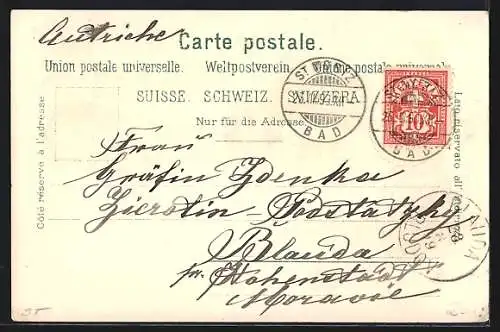 Autriche
Carte postale.
Union postale universelle. Weltpostverein. Unione postale universale
SUISSE. SCHWEIZ. SVIZZERA
Nur für die Adresse
Côté réservé à l'adresse
Lato riservato all'indirizzo
ST. MORITZ
BAD
10
BAD
Frau
Gräfin Zdenka
Zierotin-Podstatzky
Blauda
pr. Hohenstadt
Moravie